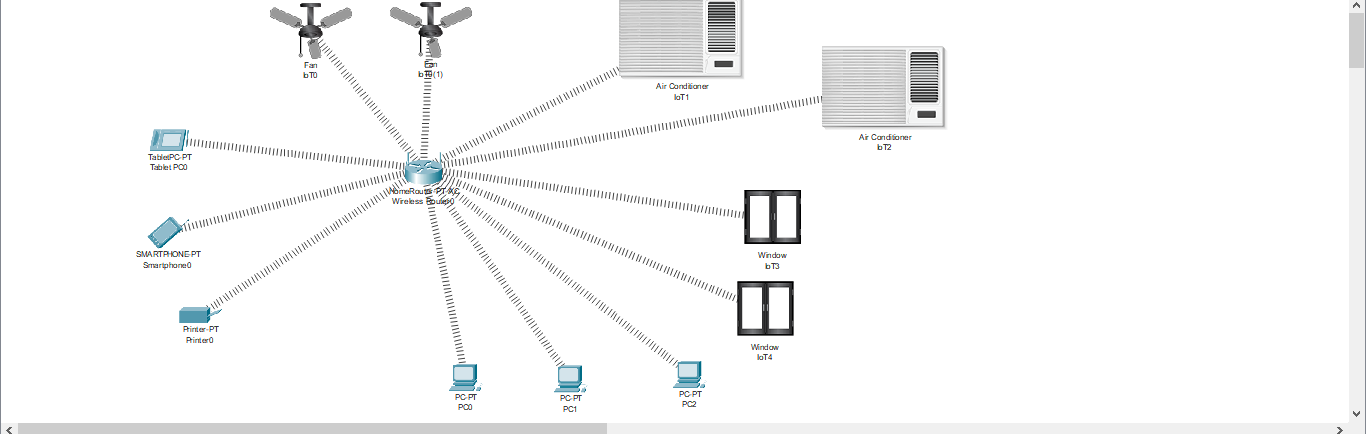 Fan
IoT0
Fan
IoT0(1)
Air Conditioner
IoT1
Air Conditioner
IoT2
TabletPC-PT
Tablet PC0
HomeRouter-PT-AC
Wireless Router0
SMARTPHONE-PT
Smartphone0
Window
IoT3
Printer-PT
Printer0
Window
IoT4
PC-PT
PC0
PC-PT
PC1
PC-PT
PC2